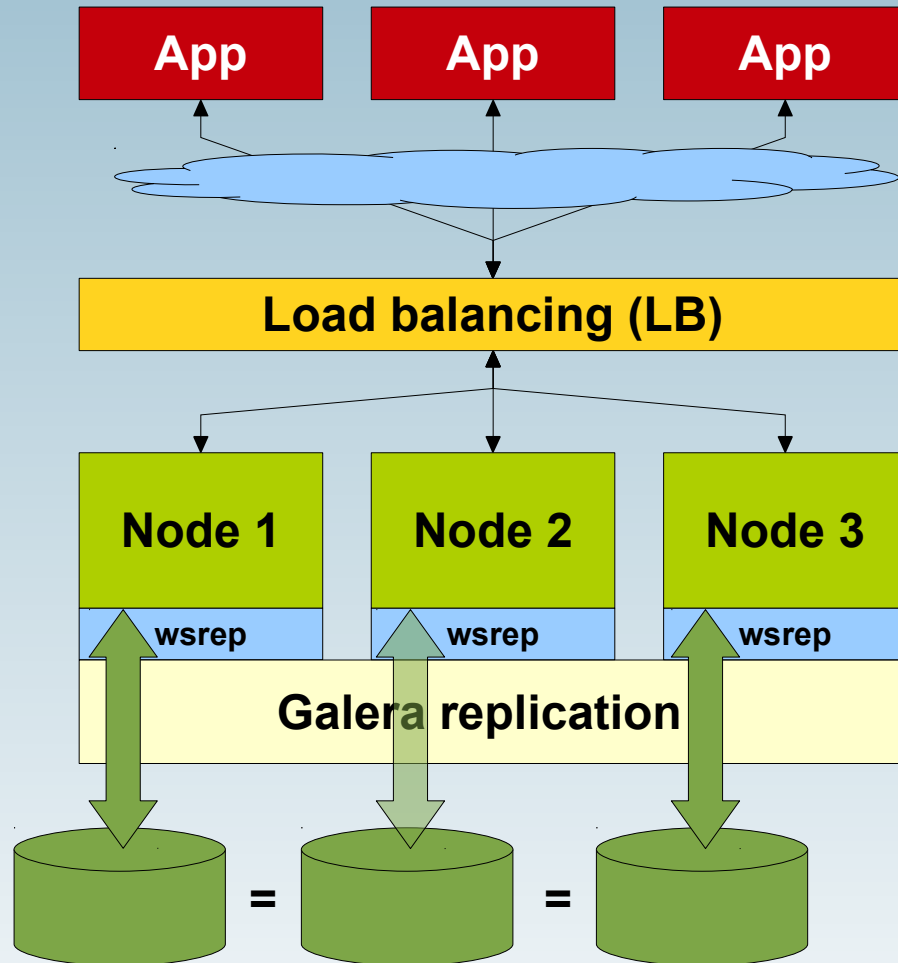 App App App
Load balancing (LB)
Node 1 Node 2 Node 3
wsrep wsrep wsrep
Galera replication
= =